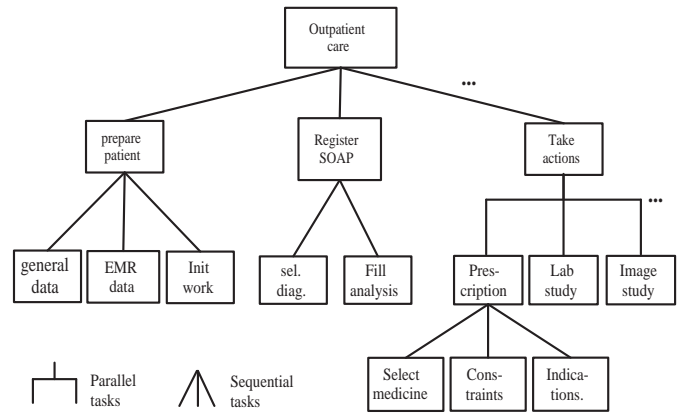 Outpatient
care
...
prepare
patient
Register
SOAP
Take
actions
...
general
data
EMR
data
Init
work
sel.
diag.
Fill
analysis
Pres-
cription
Lab
study
Image
study
Select
medicine
Cons-
traints
Indica-
tions.
Parallel
tasks
Sequential
tasks